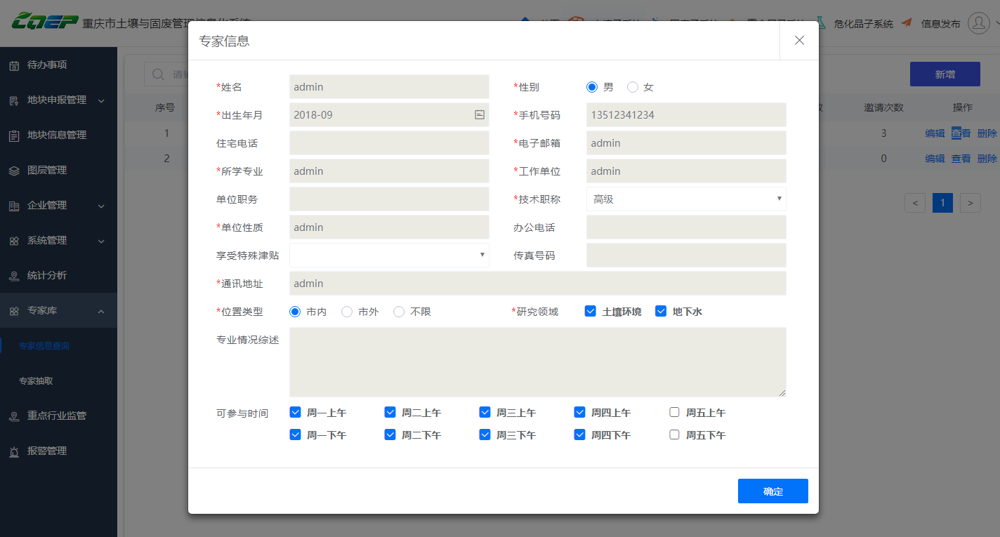 CQEP 重庆市土壤与固废管理信息化系统 危化品子系统 信息发布
待办事项
地块申报管理
地块信息管理
图层管理
企业管理
系统管理
统计分析
专家库
专家信息查询
专家抽取
重点行业监管
报警管理
新增
序号 邀请次数 操作
1 3 编辑 查看 删除
2 0 编辑 查看 删除
< 1 >
专家信息
*姓名 admin *性别 男 女
*出生年月 2018-09 *手机号码 13512341234
住宅电话 *电子邮箱 admin
*所学专业 admin *工作单位 admin
单位职务 *技术职称 高级
*单位性质 admin 办公电话
享受特殊津贴 传真号码
*通讯地址 admin
*位置类型 市内 市外 不限 *研究领域 土壤环境 地下水
专业情况综述
可参与时间 周一上午 周二上午 周三上午 周四上午 周五上午
周一下午 周二下午 周三下午 周四下午 周五下午
确定